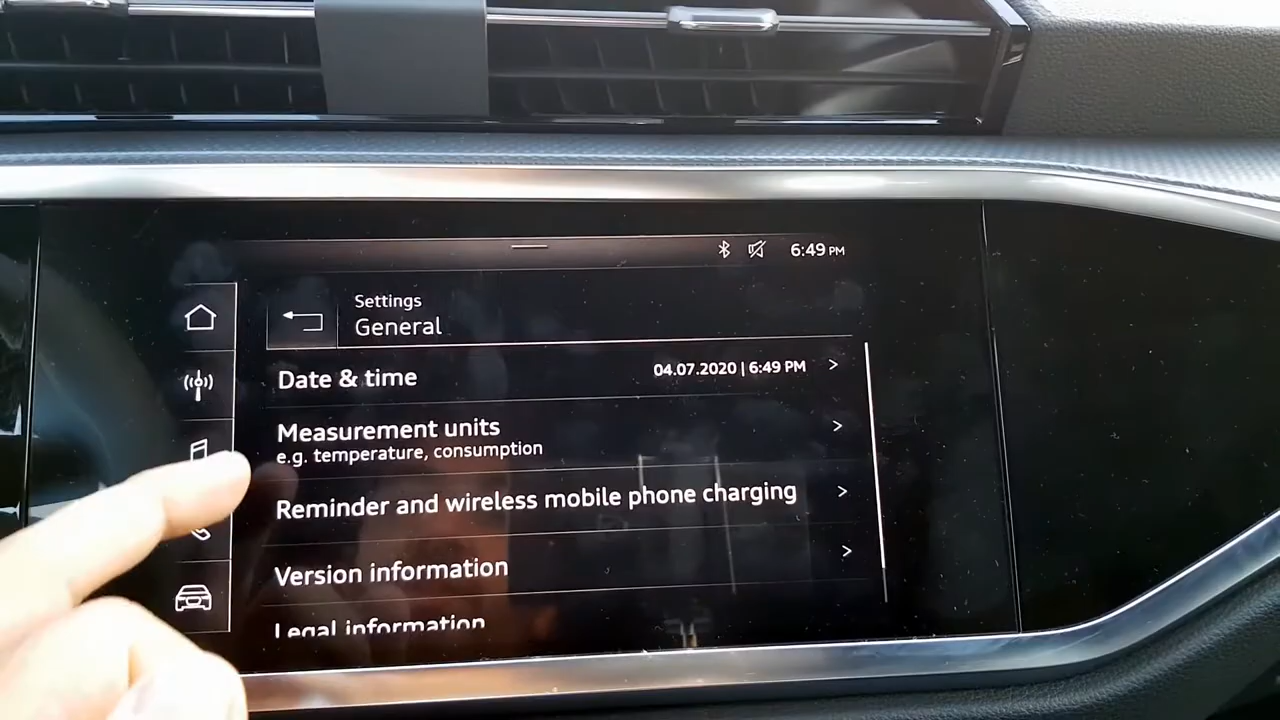 6:49 PM
Settings
General
Date & time 04.07.2020 | 6:49 PM >
Measurement units >
e.g. temperature, consumption
Reminder and wireless mobile phone charging >
Version information >
Legal information